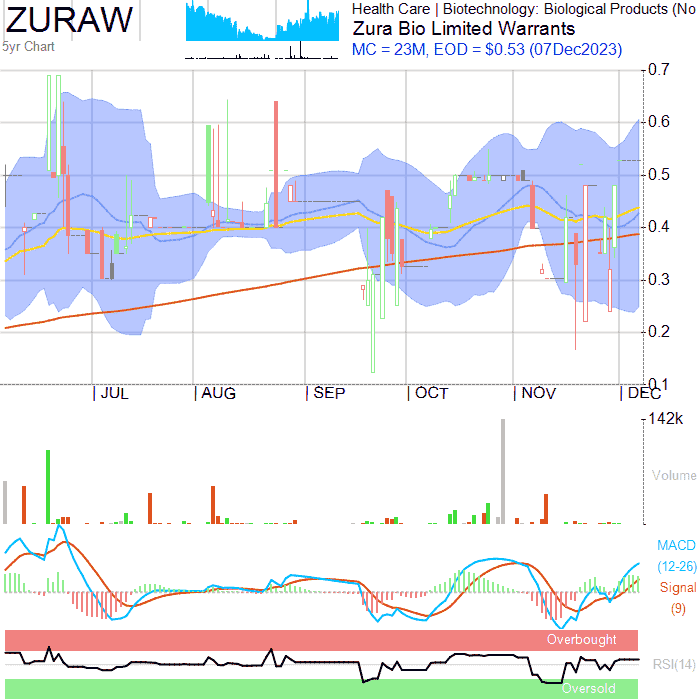 ZURAW
5yr Chart
Health Care | Biotechnology: Biological Products (No
Zura Bio Limited Warrants
MC = 23M, EOD = $0.53 (07Dec2023)
0.7
0.6
0.5
0.4
0.3
0.2
0.1
JUL AUG SEP OCT NOV DEC
142k
Volume
MACD
(12-26)
Signal
(9)
Overbought
RSI(14)
Oversold